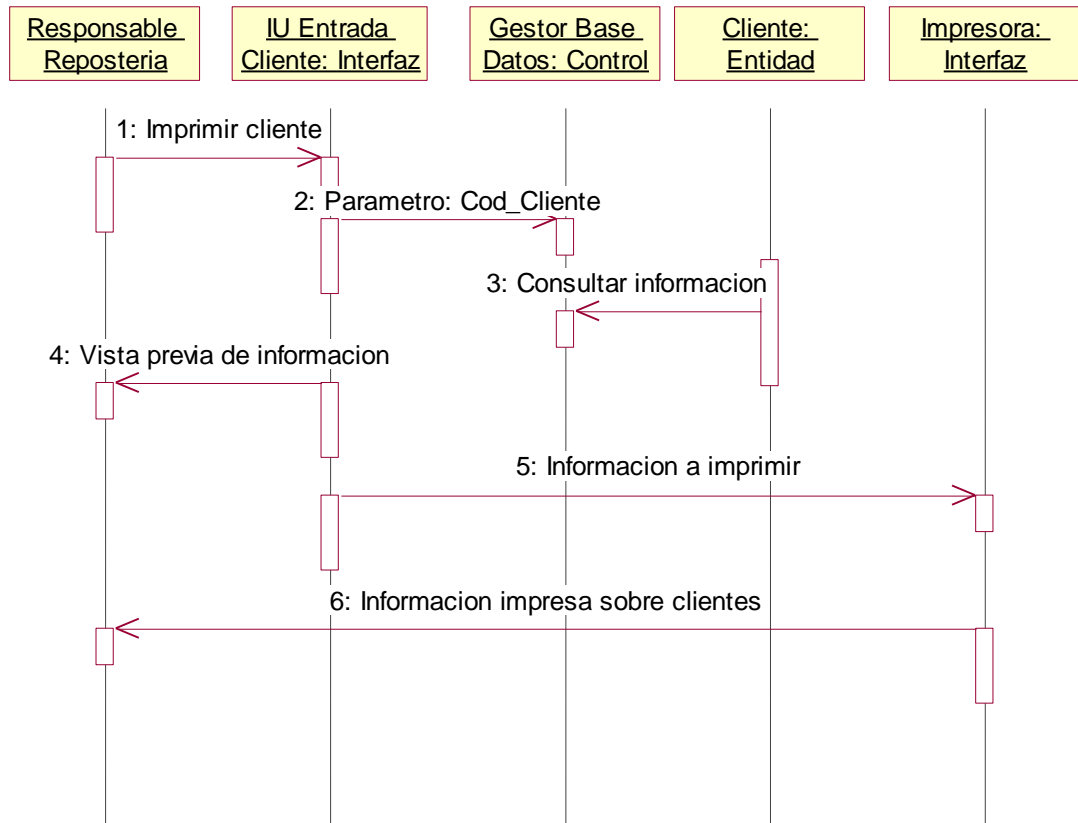 Responsable
Reposteria
IU Entrada
Cliente: Interfaz
Gestor Base
Datos: Control
Cliente:
Entidad
Impresora:
Interfaz
1: Imprimir cliente
2: Parametro: Cod_Cliente
3: Consultar informacion
4: Vista previa de informacion
5: Informacion a imprimir
6: Informacion impresa sobre clientes